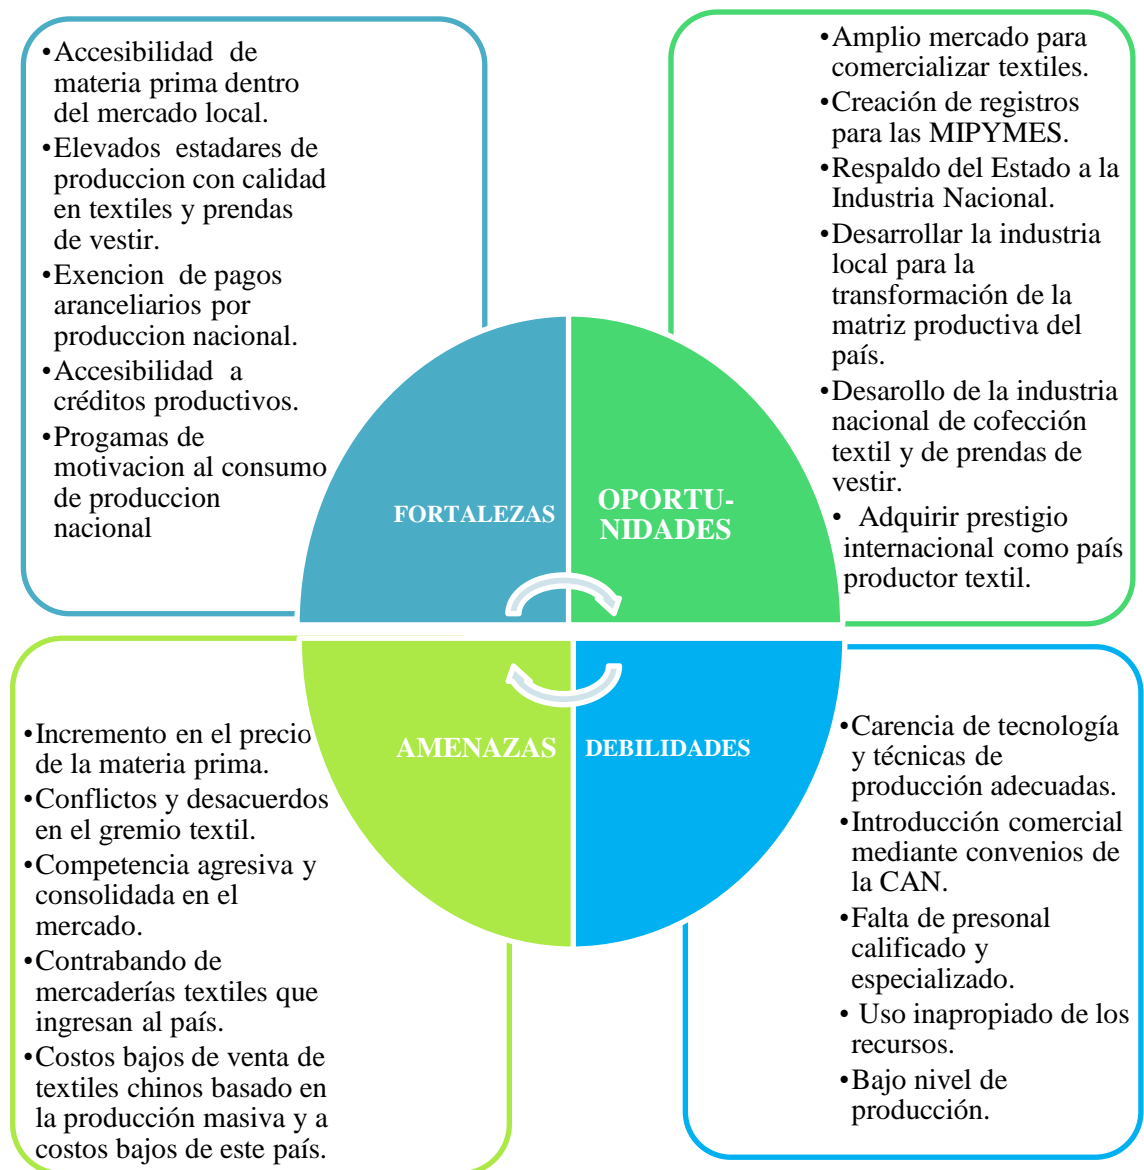 •Accesibilidad de
materia prima dentro
del mercado local.
•Elevados estadares de
produccion con calidad
en textiles y prendas
de vestir.
•Exencion de pagos
aranceliarios por
produccion nacional.
•Accesibilidad a
créditos productivos.
•Progamas de
motivacion al consumo
de produccion
nacional
•Amplio mercado para
comercializar textiles.
•Creación de registros
para las MIPYMES.
•Respaldo del Estado a la
Industria Nacional.
•Desarrollar la industria
local para la
transformación de la
matriz productiva del
país.
•Desarollo de la industria
nacional de cofección
textil y de prendas de
vestir.
• Adquirir prestigio
internacional como país
productor textil.
FORTALEZAS
OPORTU-
NIDADES
AMENAZAS
DEBILIDADES
•Incremento en el precio
de la materia prima.
•Conflictos y desacuerdos
en el gremio textil.
•Competencia agresiva y
consolidada en el
mercado.
•Contrabando de
mercaderías textiles que
ingresan al país.
•Costos bajos de venta de
textiles chinos basado en
la producción masiva y a
costos bajos de este país.
•Carencia de tecnología
y técnicas de
producción adecuadas.
•Introducción comercial
mediante convenios de
la CAN.
•Falta de presonal
calificado y
especializado.
• Uso inapropiado de los
recursos.
•Bajo nivel de
producción.